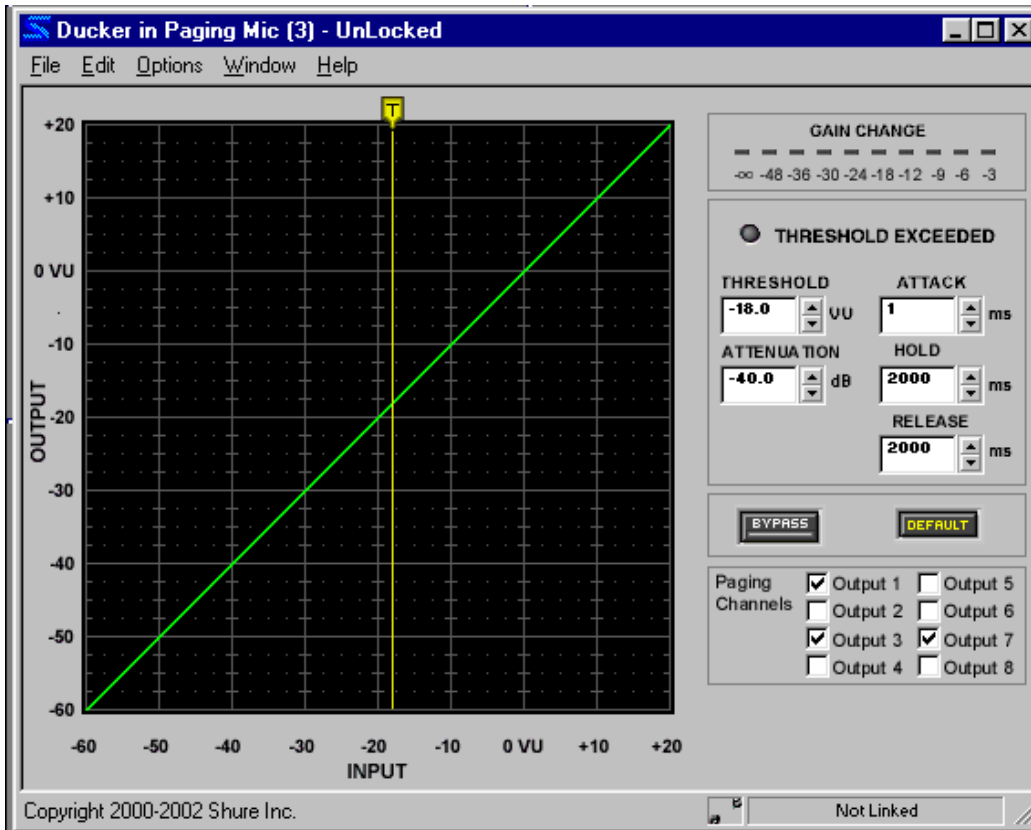 Ducker in Paging Mic (3) - UnLocked
File Edit Options Window Help
T
+20
+10
0 VU
-10
-20
-30
-40
-50
-60
OUTPUT
-60 -50 -40 -30 -20 -10 0 VU +10 +20
INPUT
GAIN CHANGE
-∞ -48 -36 -30 -24 -18 -12 -9 -6 -3
THRESHOLD EXCEEDED
THRESHOLD ATTACK
-18.0 VU 1 ms
ATTENUATION HOLD
-40.0 dB 2000 ms
RELEASE
2000 ms
BYPASS DEFAULT
Paging Channels
Output 1 Output 5
Output 2 Output 6
Output 3 Output 7
Output 4 Output 8
Copyright 2000-2002 Shure Inc.
Not Linked